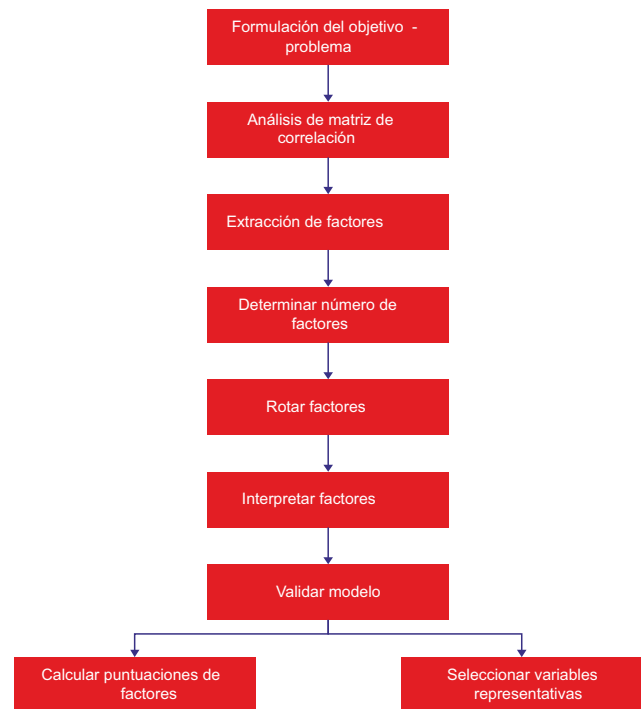 Formulación del objetivo -
problema
Análisis de matriz de
correlación
Extracción de factores
Determinar número de
factores
Rotar factores
Interpretar factores
Validar modelo
Calcular puntuaciones de
factores
Seleccionar variables
representativas